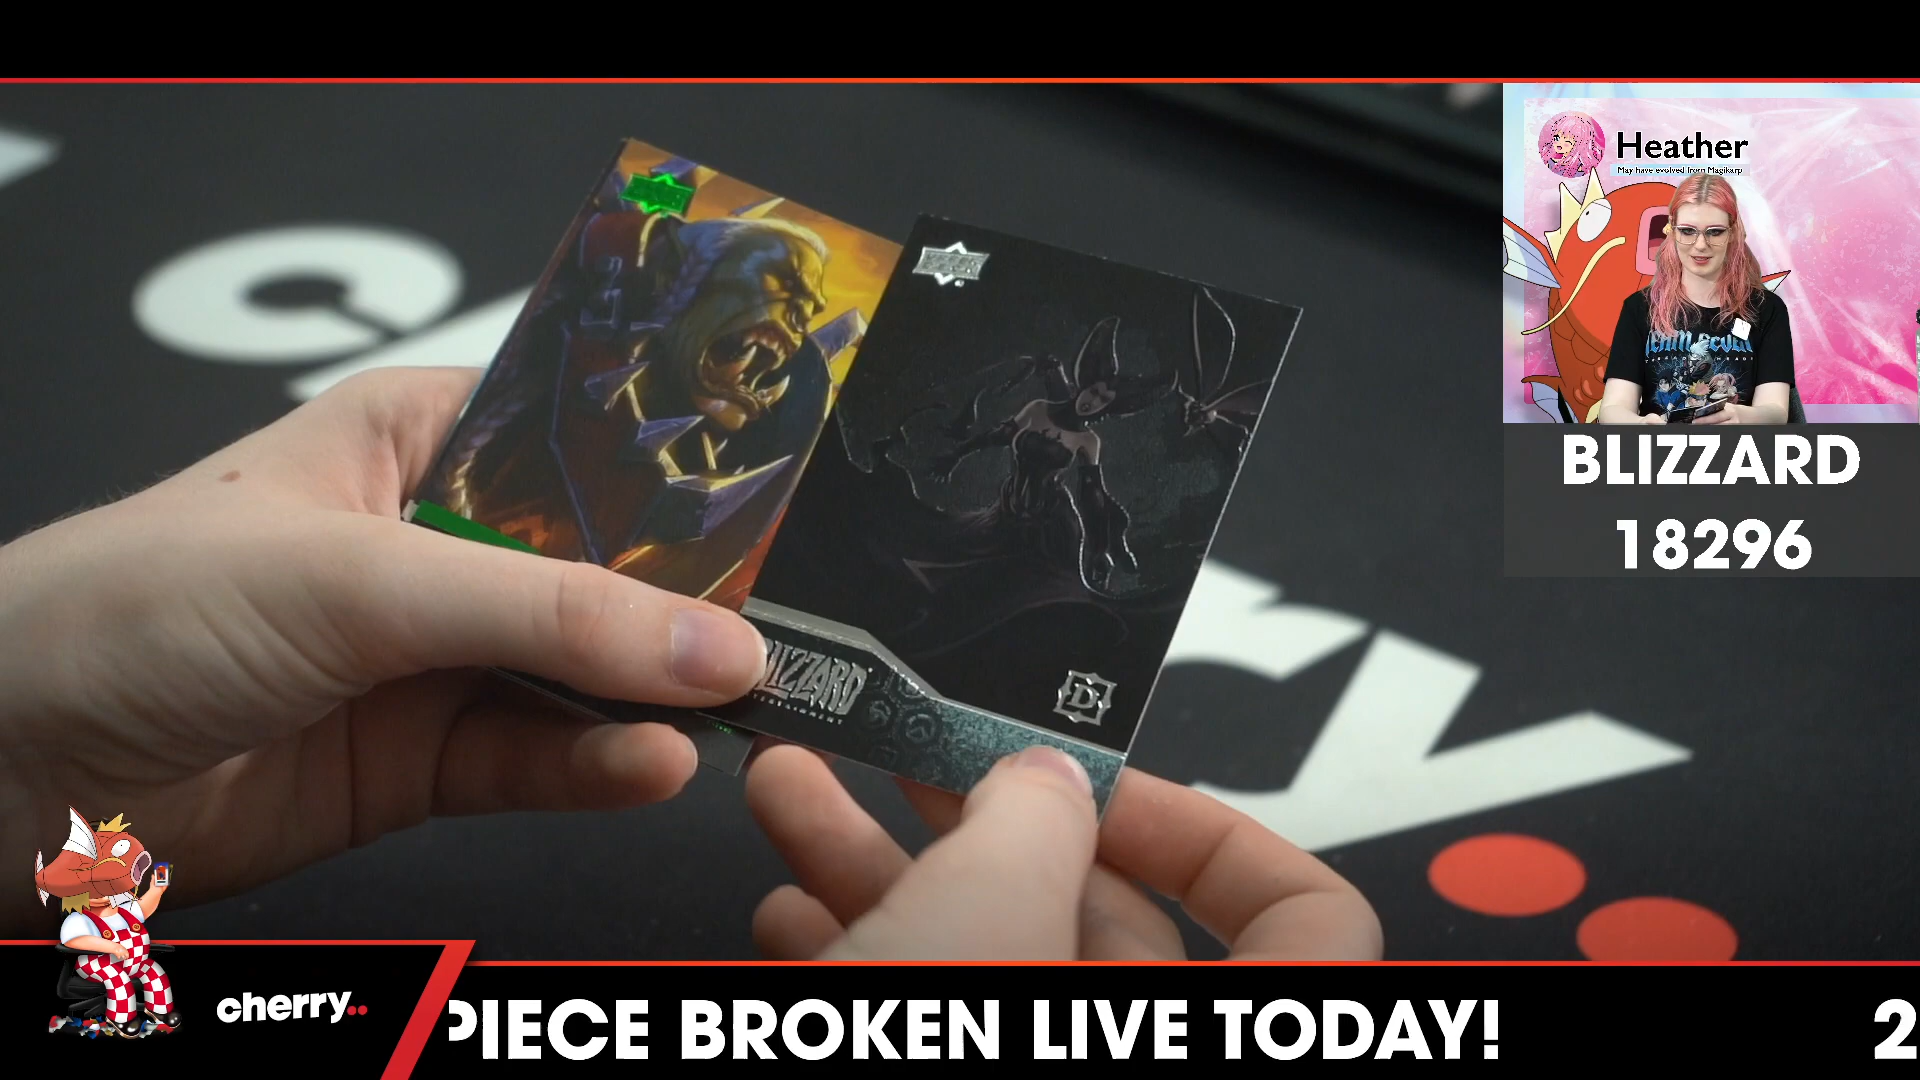 Heather
May have evolved from Magikarp
BLIZZARD
18296
BLIZZARD
ENTERTAINMENT
D
cherry..
PIECE BROKEN LIVE TODAY!
2